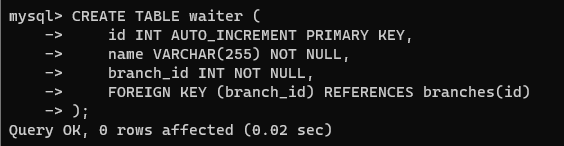 mysql> CREATE TABLE waiter (
    ->     id INT AUTO_INCREMENT PRIMARY KEY,
    ->     name VARCHAR(255) NOT NULL,
    ->     branch_id INT NOT NULL,
    ->     FOREIGN KEY (branch_id) REFERENCES branches(id)
    -> );
Query OK, 0 rows affected (0.02 sec)